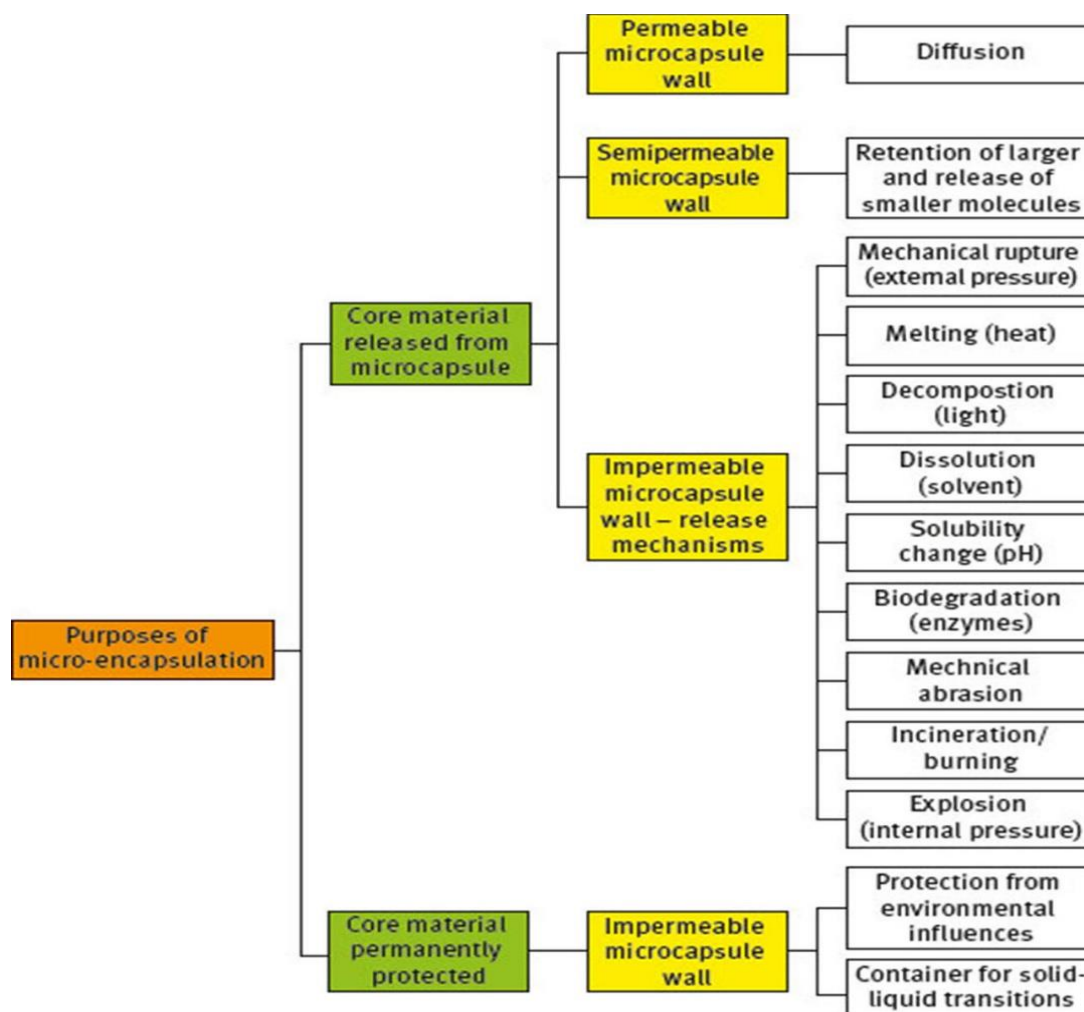 Purposes of
micro-encapsulation
Core material
released from
microcapsule
Permeable
microcapsule
wall
Diffusion
Semipermeable
microcapsule
wall
Retention of larger
and release of
smaller molecules
Impermeable
microcapsule
wall – release
mechanisms
Mechanical rupture
(external pressure)
Melting (heat)
Decompostion
(light)
Dissolution
(solvent)
Solubility
change (pH)
Biodegradation
(enzymes)
Mechnical
abrasion
Incineration/
burning
Explosion
(internal pressure)
Core material
permanently
protected
Impermeable
microcapsule
wall
Protection from
environmental
influences
Container for solid-
liquid transitions